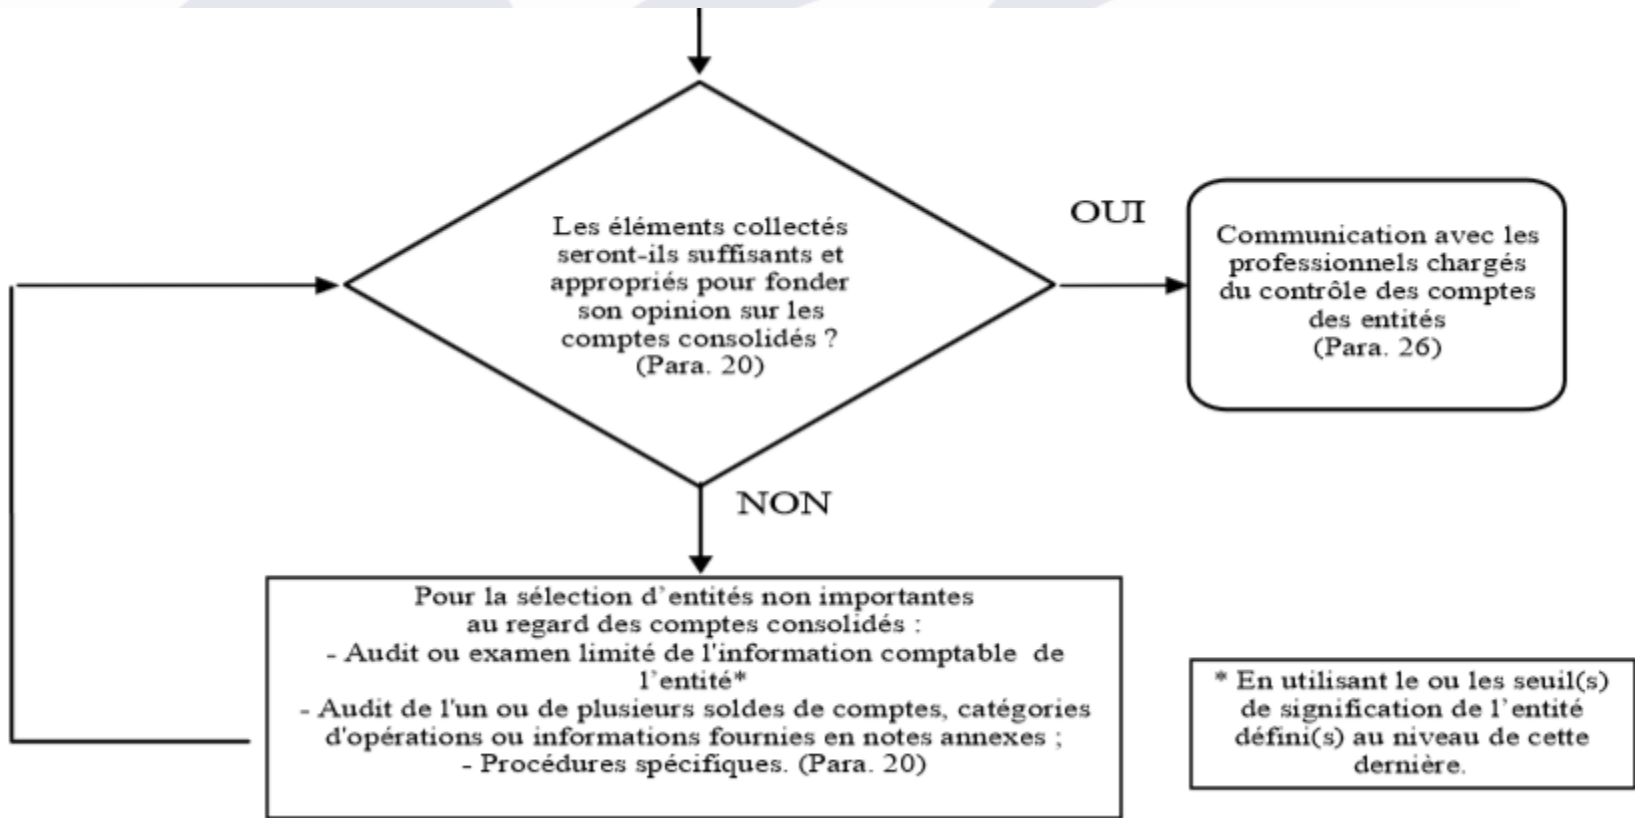 Les éléments collectés
seront-ils suffisants et
appropriés pour fonder
son opinion sur les
comptes consolidés ?
(Para. 20)
OUI
Communication avec les
professionnels chargés
du contrôle des comptes
des entités
(Para. 26)
NON
Pour la sélection d'entités non importantes
au regard des comptes consolidés :
- Audit ou examen limité de l'information comptable de
l'entité*
- Audit de l'un ou de plusieurs soldes de comptes, catégories
d'opérations ou informations fournies en notes annexes ;
- Procédures spécifiques. (Para. 20)
* En utilisant le ou les seuil(s)
de signification de l'entité
défini(s) au niveau de cette
dernière.